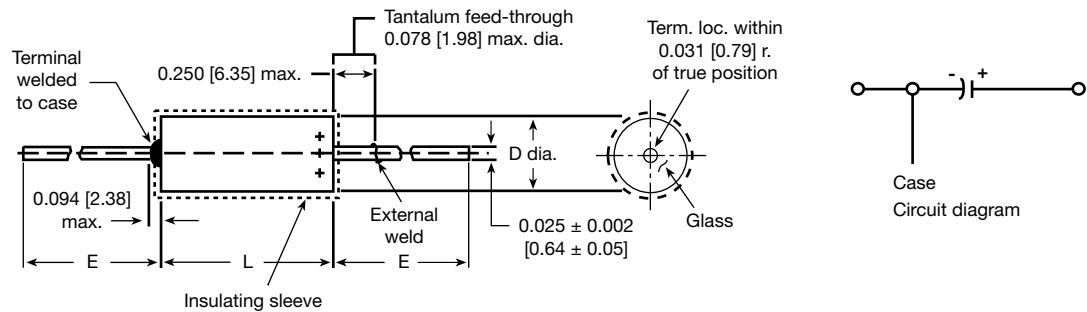 Tantalum feed-through
0.078 [1.98] max. dia.
Term. loc. within
0.031 [0.79] r.
of true position
Terminal
welded
to case
0.250 [6.35] max.
- +
+
+
+
D dia.
0.094 [2.38]
max.
External
weld
0.025 ± 0.002
[0.64 ± 0.05]
Glass
Case
Circuit diagram
E
L
E
Insulating sleeve